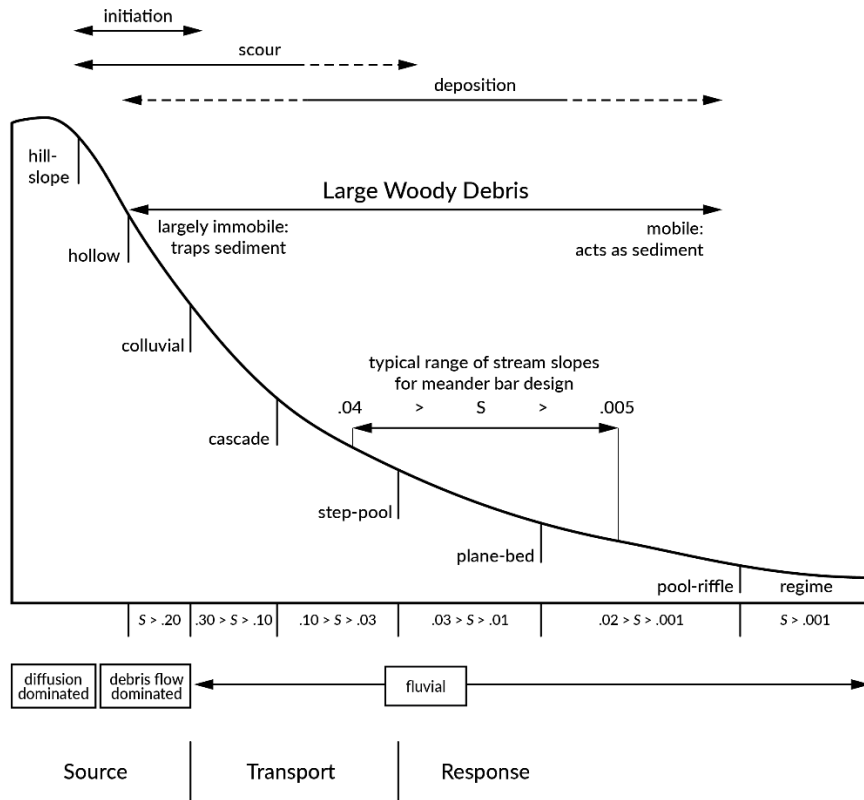 initiation
scour
deposition
hill-
slope
Large Woody Debris
largely immobile:
traps sediment
mobile:
acts as sediment
hollow
colluvial
typical range of stream slopes
for meander bar design
.04 > S > .005
cascade
step-pool
plane-bed
pool-riffle
regime
S > .20
.30 > S > .10
.10 > S > .03
.03 > S > .01
.02 > S > .001
S > .001
diffusion
dominated
debris flow
dominated
fluvial
Source
Transport
Response